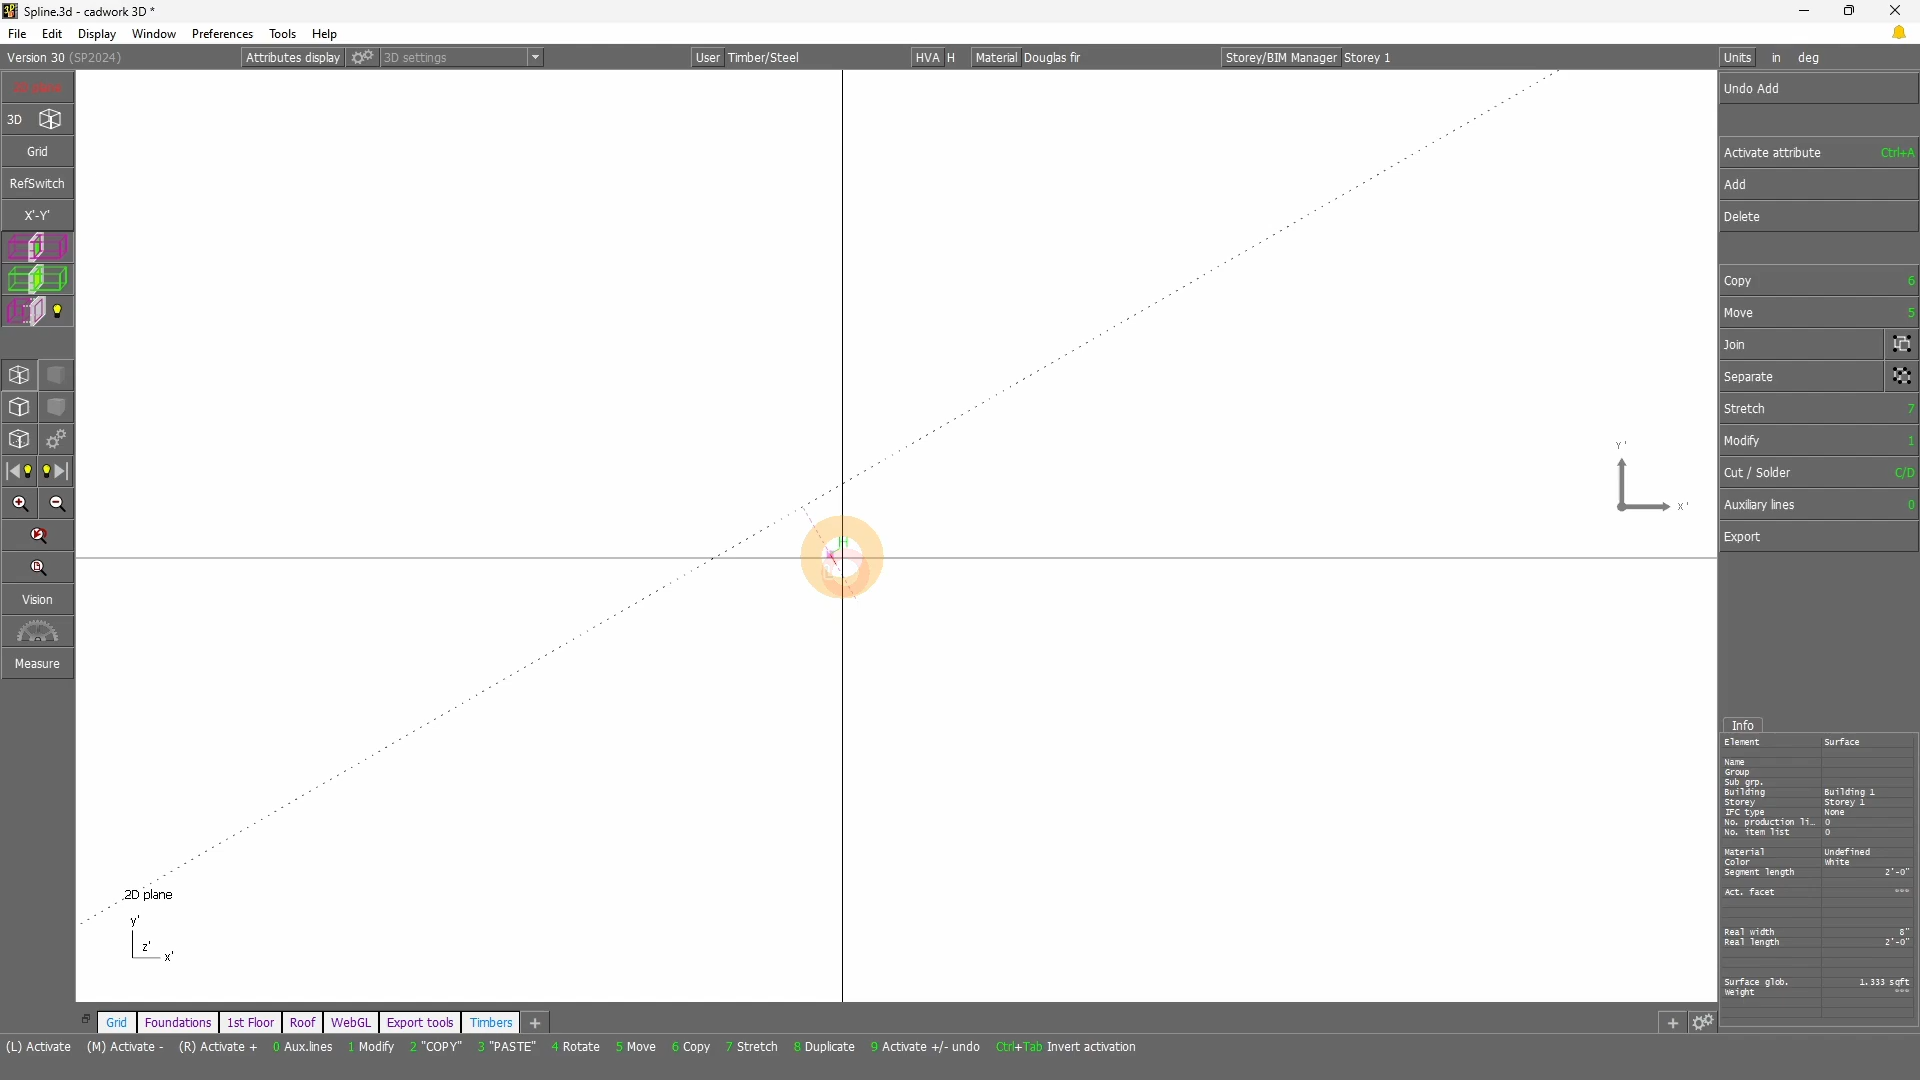 Spline.3d - cadwork 3D *
File Edit Display Window Preferences Tools Help
Version 30 (SP2024) Attributes display 3D settings User Timber/Steel HVA H Material Douglas fir Storey/BIM Manager Storey 1 Units in deg
2D plane
3D
Grid
RefSwitch
X'-Y'
Vision
Measure
Undo Add
Activate attribute Ctrl+A
Add
Delete
Copy 6
Move 5
Join
Separate
Stretch 7
Modify 1
Cut / Solder C/D
Auxiliary lines 0
Export
H
Y'
X'
2D plane
y'
z'
x'
Info
Element Surface
Name
Group
Sub grp.
Building Building 1
Storey Storey 1
IFC type None
No. production li... 0
No. item list 0
Material Undefined
Color White
Segment length 2'-0"
Act. facet ***
Real width 8"
Real length 2'-0"
Surface glob. 1.333 sqft
Weight ***
Grid Foundations 1st Floor Roof WebGL Export tools Timbers +
+
(L) Activate (M) Activate - (R) Activate + 0 Aux.lines 1 Modify 2 "COPY" 3 "PASTE" 4 Rotate 5 Move 6 Copy 7 Stretch 8 Duplicate 9 Activate +/- undo Ctrl+Tab Invert activation